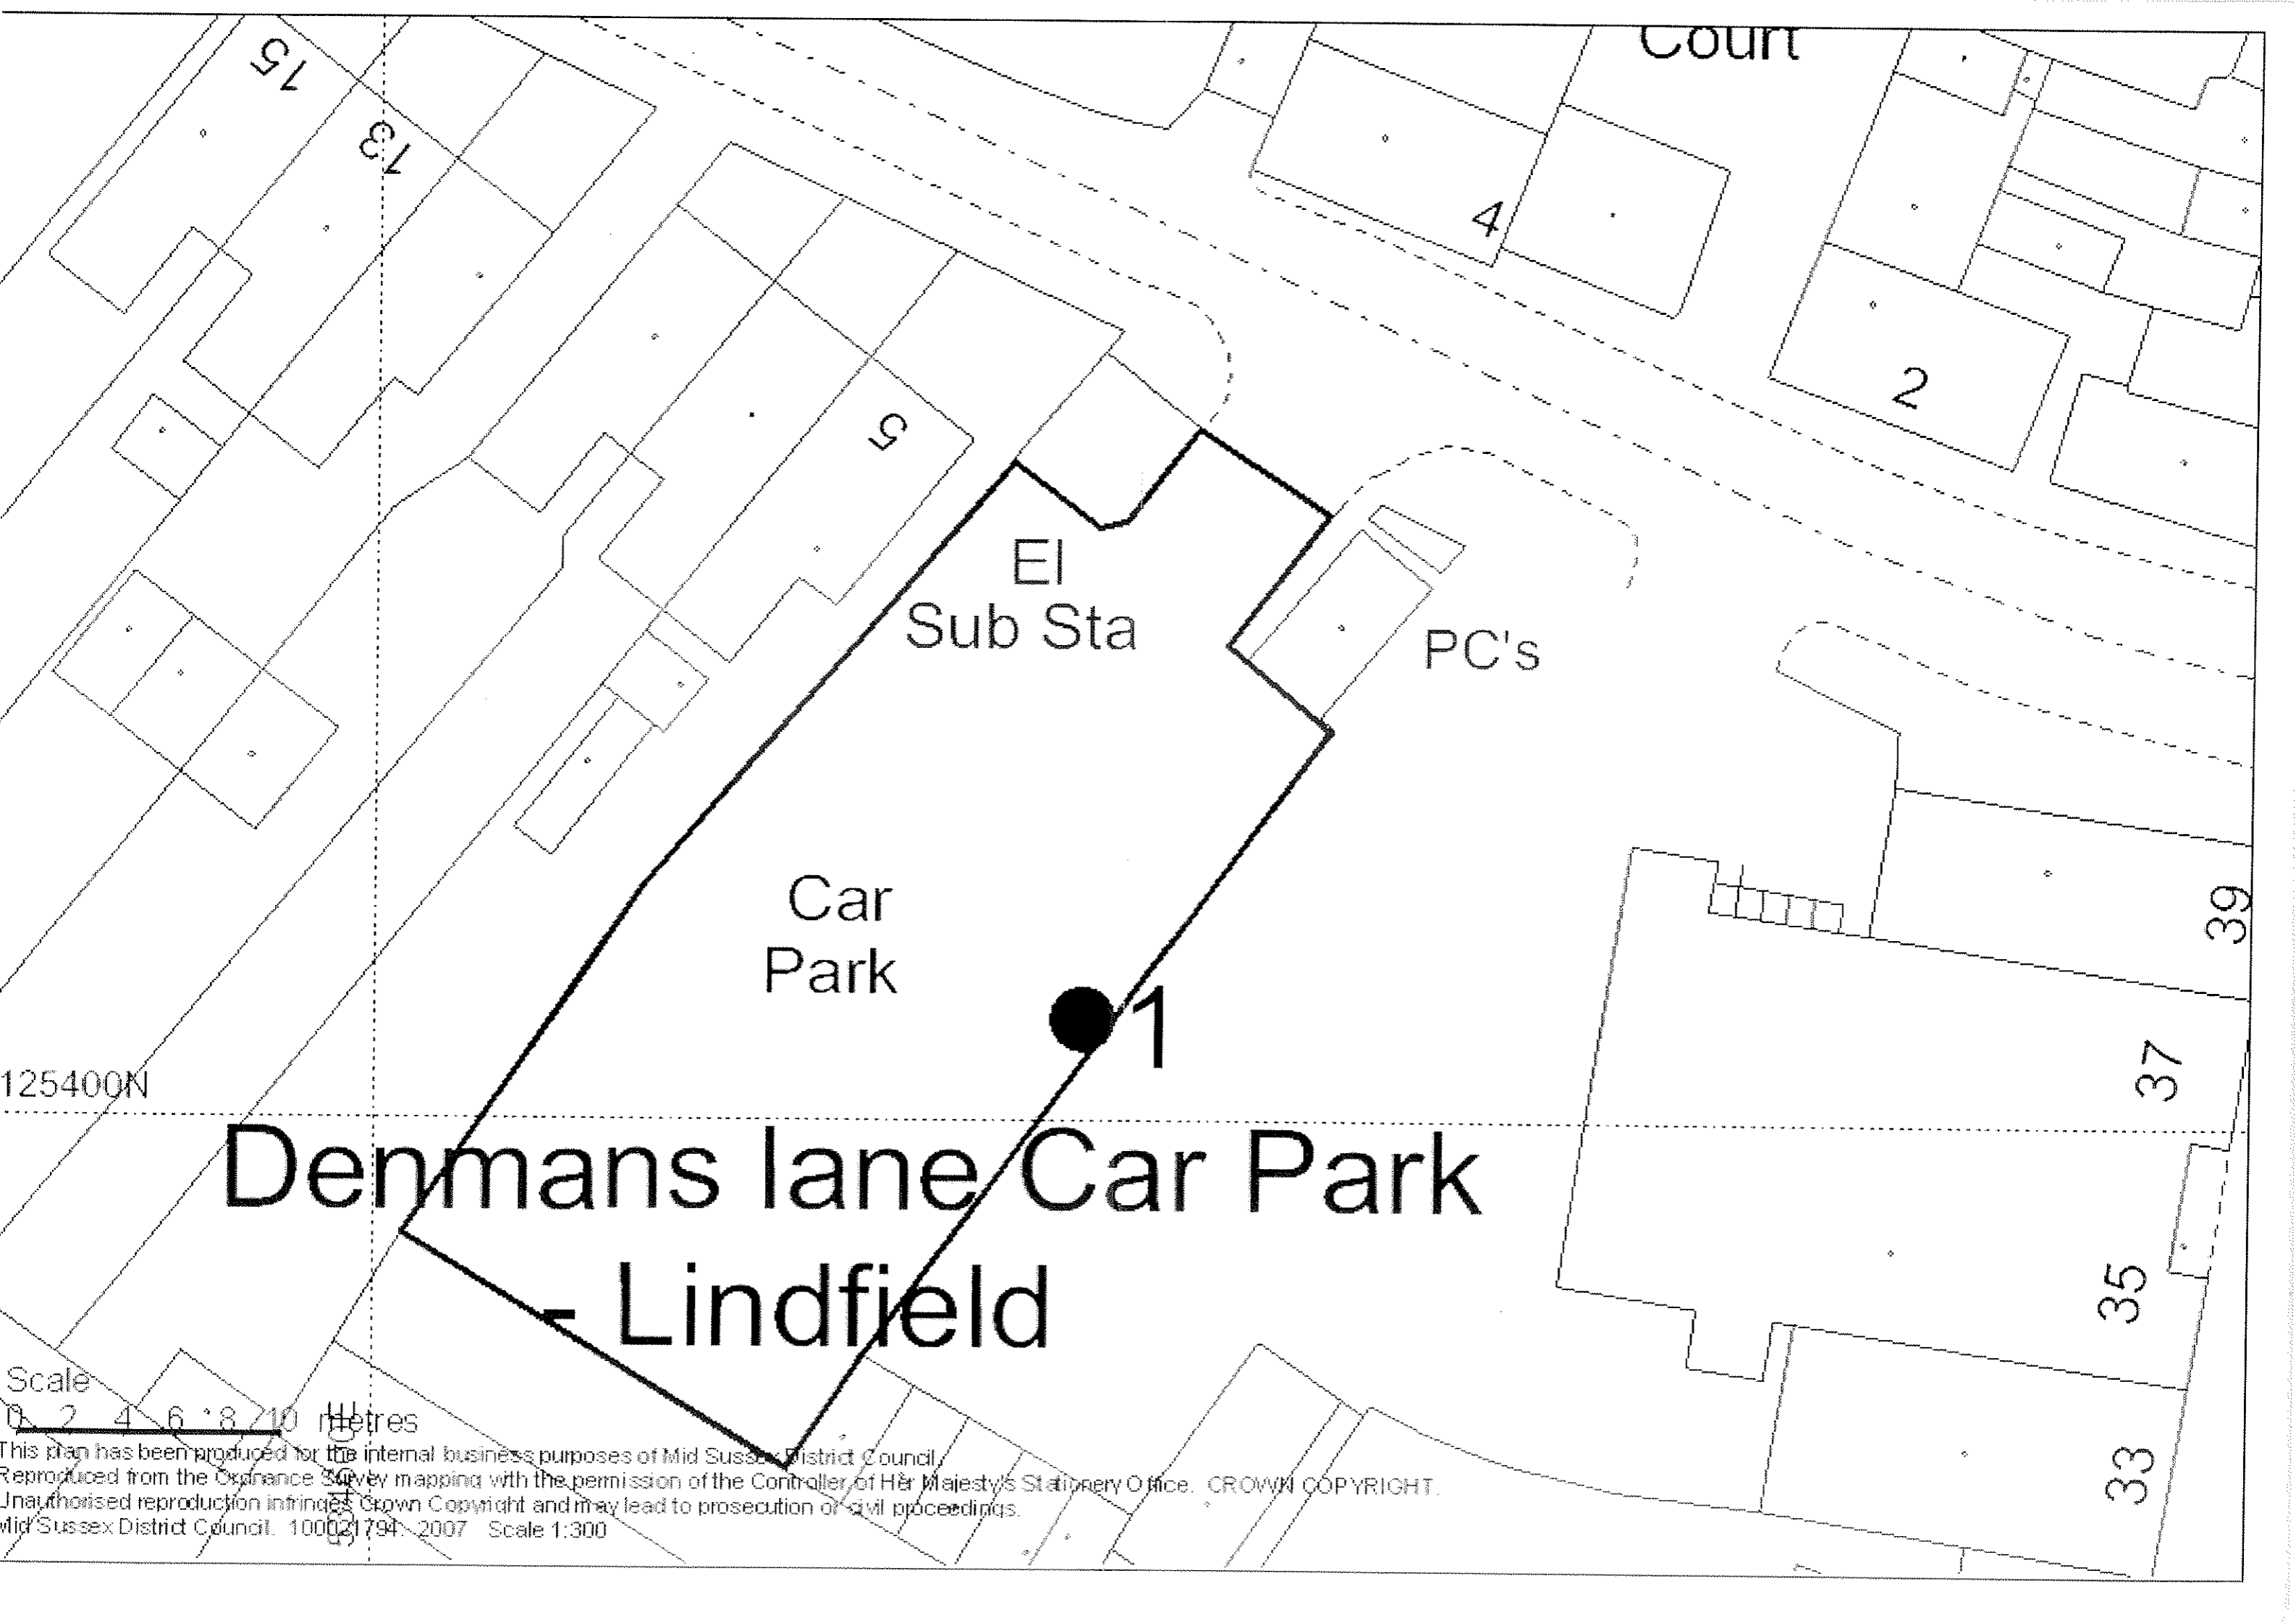 Court
15
13
4
2
5
El
Sub Sta
PC's
Car
Park
39
1
37
125400N
Denmans lane Car Park
- Lindfield
35
33
Scale
0 2 4 6 8 10 metres
This plan has been produced for the internal business purposes of Mid Sussex District Council,
Reproduced from the Ordnance Survey mapping with the permission of the Controller of Her Majesty's Stationery Office. CROWN COPYRIGHT.
Unauthorised reproduction infringes Crown Copyright and may lead to prosecution or civil proceedings.
Mid Sussex District Council. 100021794. 2007 Scale 1:300